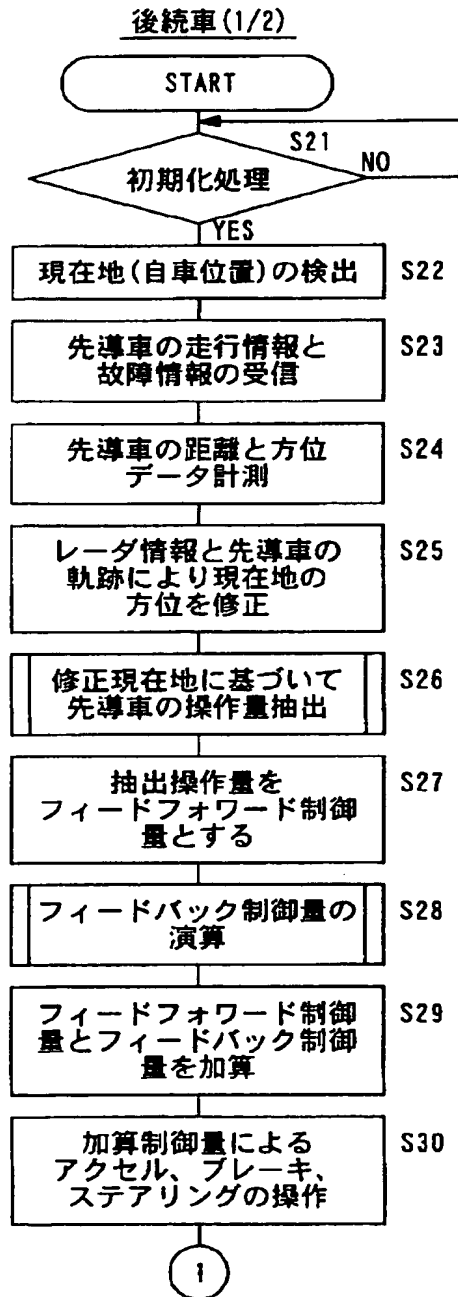 後続車(1/2)
START
S21
初期化処理
NO
YES
現在地(自車位置)の検出
S22
先導車の走行情報と
故障情報の受信
S23
先導車の距離と方位
データ計測
S24
レーダ情報と先導車の
軌跡により現在地の
方位を修正
S25
修正現在地に基づいて
先導車の操作量抽出
S26
抽出操作量を
フィードフォワード制御
量とする
S27
フィードバック制御量の
演算
S28
フィードフォワード制御
量とフィードバック制御
量を加算
S29
加算制御量による
アクセル、ブレーキ、
ステアリングの操作
S30
1